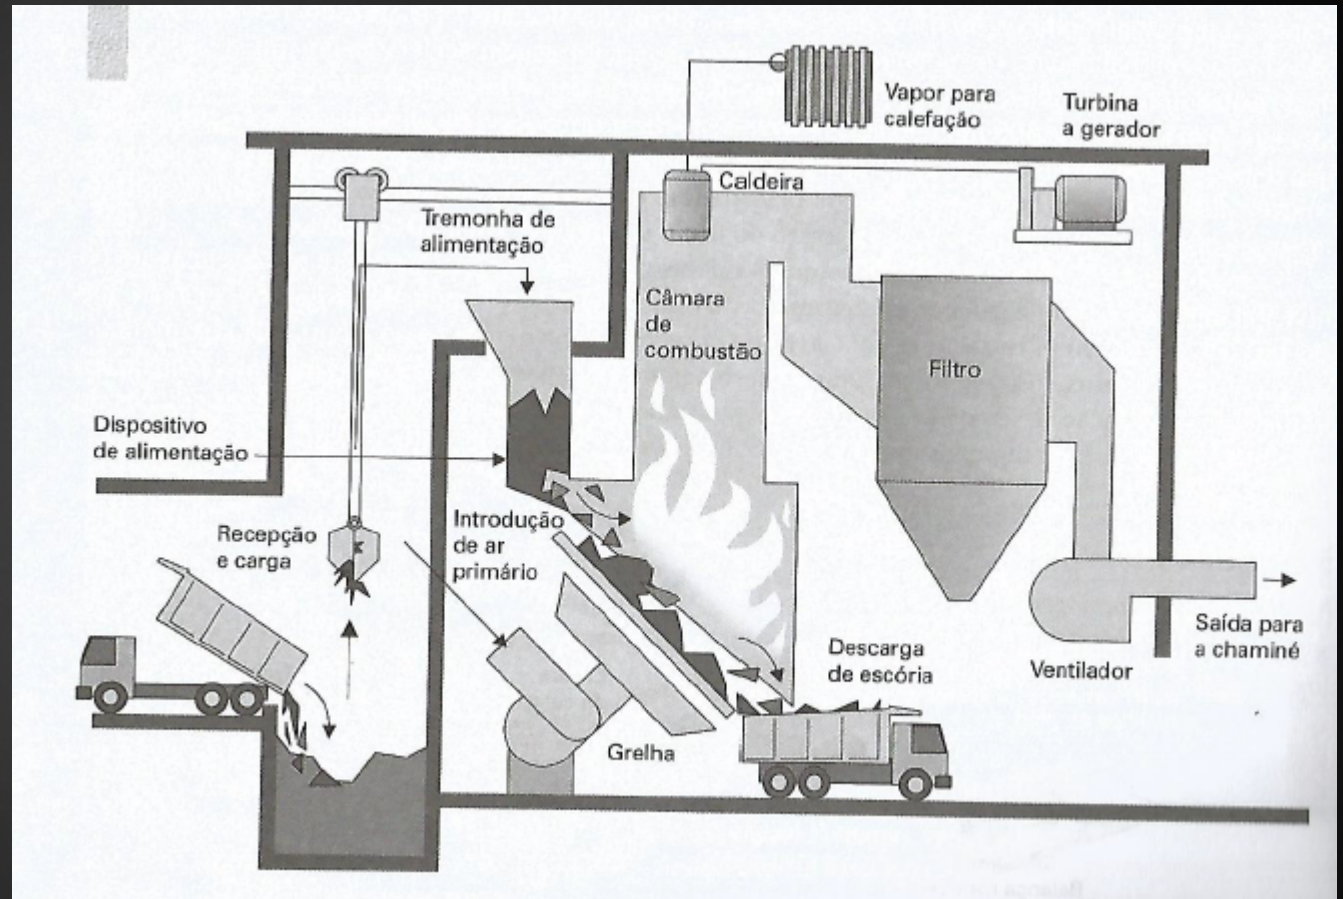 Vapor para
calefação
Turbina
a gerador
Caldeira
Tremonha de
alimentação
Câmara
de
combustão
Filtro
Dispositivo
de alimentação
Recepção
e carga
Introdução
de ar
primário
Descarga
de escória
Saída para
a chaminé
Ventilador
Grelha